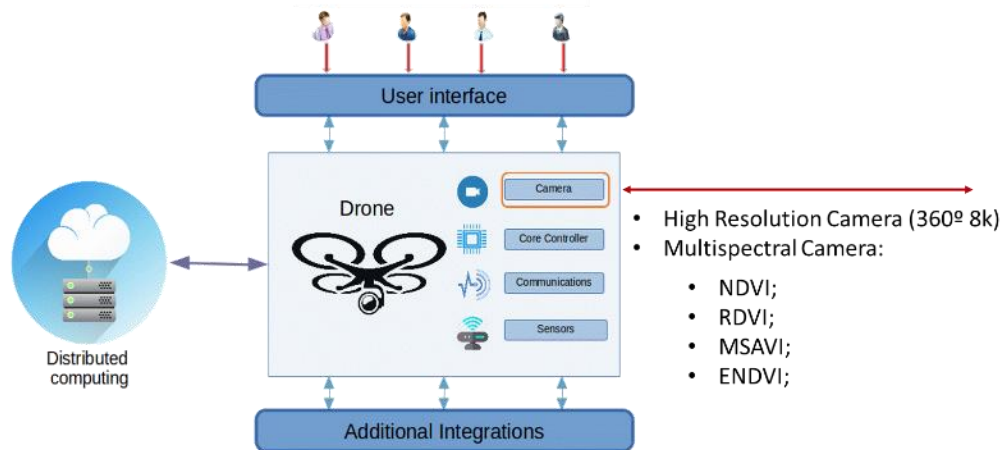 User interface
Drone
Camera
Core Controller
Communications
Sensors
Distributed
computing
Additional Integrations
• High Resolution Camera (360º 8k)
• Multispectral Camera:
• NDVI;
• RDVI;
• MSAVI;
• ENDVI;